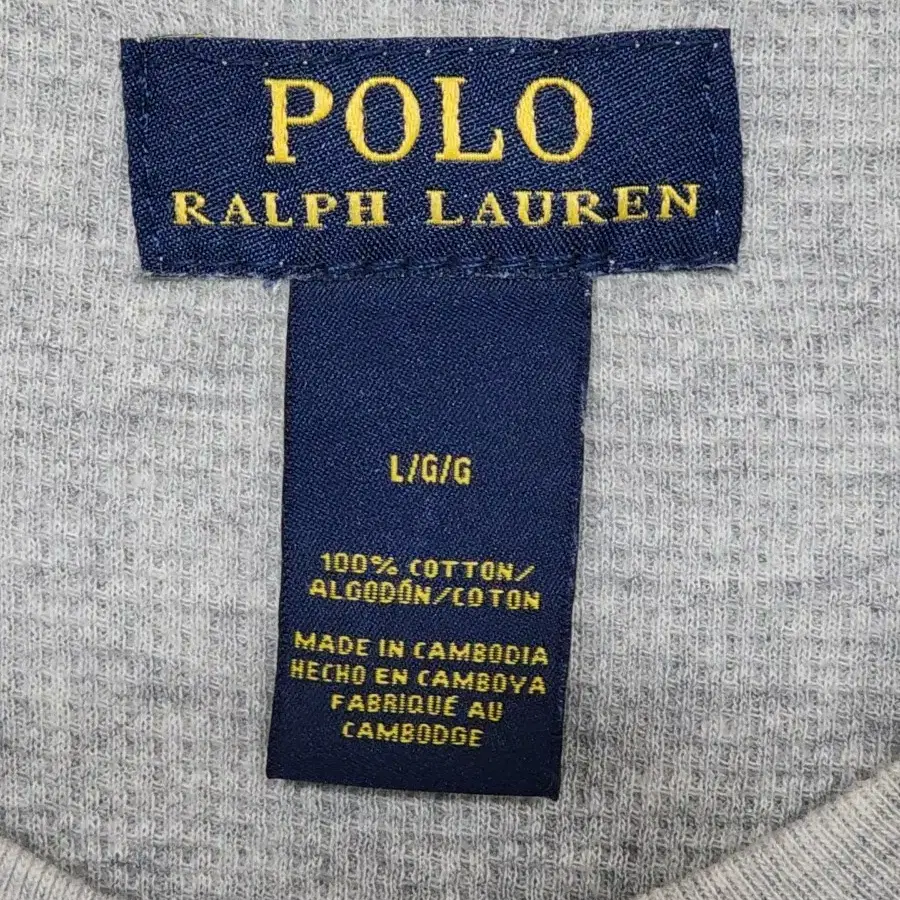 POLO
RALPH LAUREN
L/G/G
100% COTTON/
ALGODÓN/COTON
MADE IN CAMBODIA
HECHO EN CAMBOYA
FABRIQUÉ AU
CAMBODGE